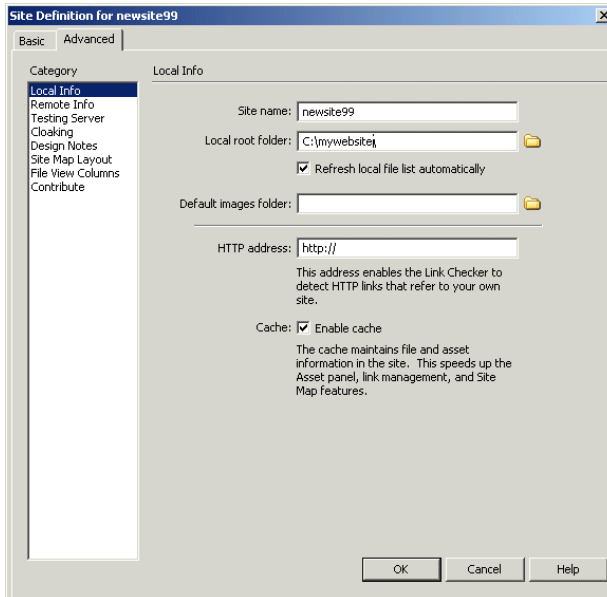 Site Definition for newsite99
Basic Advanced
Category
Local Info
Remote Info
Testing Server
Cloaking
Design Notes
Site Map Layout
File View Columns
Contribute
Local Info
Site name: newsite99
Local root folder: C:\mywebsite\
Refresh local file list automatically
Default images folder:
HTTP address: http://
This address enables the Link Checker to
detect HTTP links that refer to your own
site.
Cache: Enable cache
The cache maintains file and asset
information in the site. This speeds up the
Asset panel, link management, and Site
Map features.
OK Cancel Help